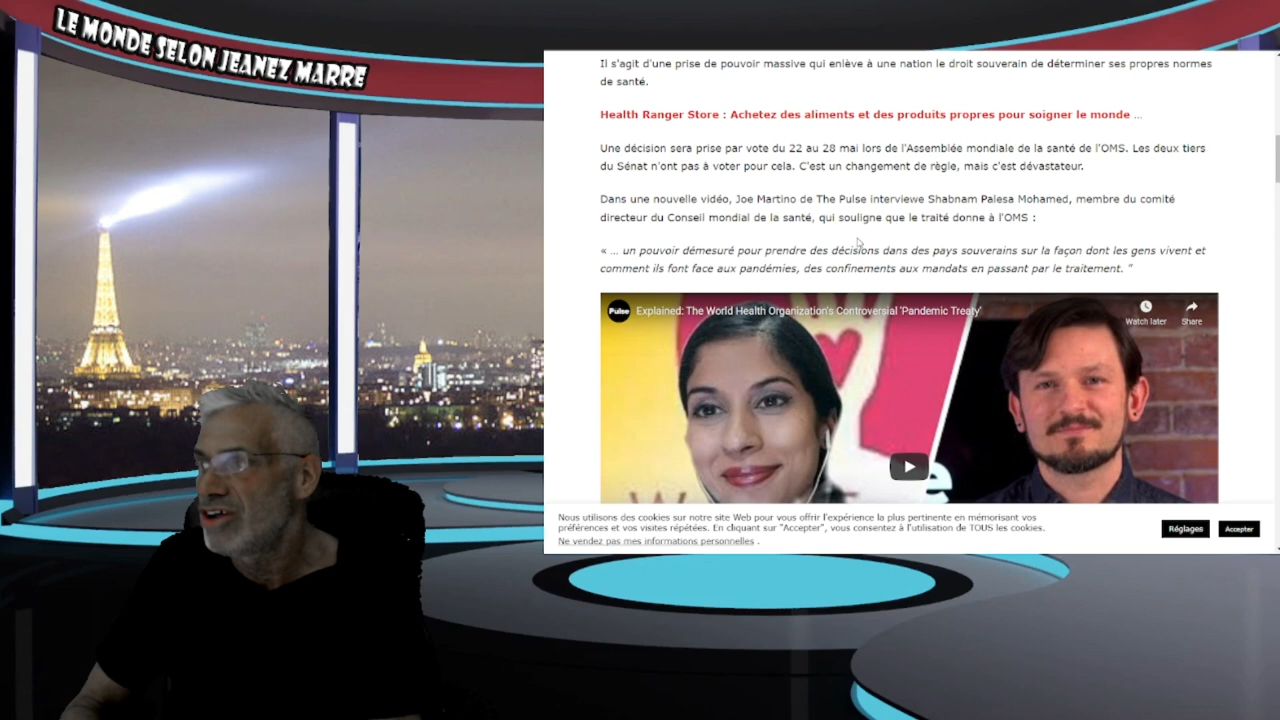 LE MONDE SELON JEANEZ MARRE
Il s'agit d'une prise de pouvoir massive qui enlève à une nation le droit souverain de déterminer ses propres normes
de santé.
Health Ranger Store : Achetez des aliments et des produits propres pour soigner le monde ...
Une décision sera prise par vote du 22 au 28 mai lors de l'Assemblée mondiale de la santé de l'OMS. Les deux tiers
du Sénat n'ont pas à voter pour cela. C'est un changement de règle, mais c'est dévastateur.
Dans une nouvelle vidéo, Joe Martino de The Pulse interviewe Shabnam Palesa Mohamed, membre du comité
directeur du Conseil mondial de la santé, qui souligne que le traité donne à l'OMS :
« ... un pouvoir démesuré pour prendre des décisions dans des pays souverains sur la façon dont les gens vivent et
comment ils font face aux pandémies, des confinements aux mandats en passant par le traitement. "
Pulse
Explained: The World Health Organization's Controversial 'Pandemic Treaty'
Watch later
Share
Nous utilisons des cookies sur notre site Web pour vous offrir l'expérience la plus pertinente en mémorisant vos
préférences et vos visites répétées. En cliquant sur "Accepter", vous consentez à l'utilisation de TOUS les cookies.
Ne vendez pas mes informations personnelles .
Réglages
Accepter